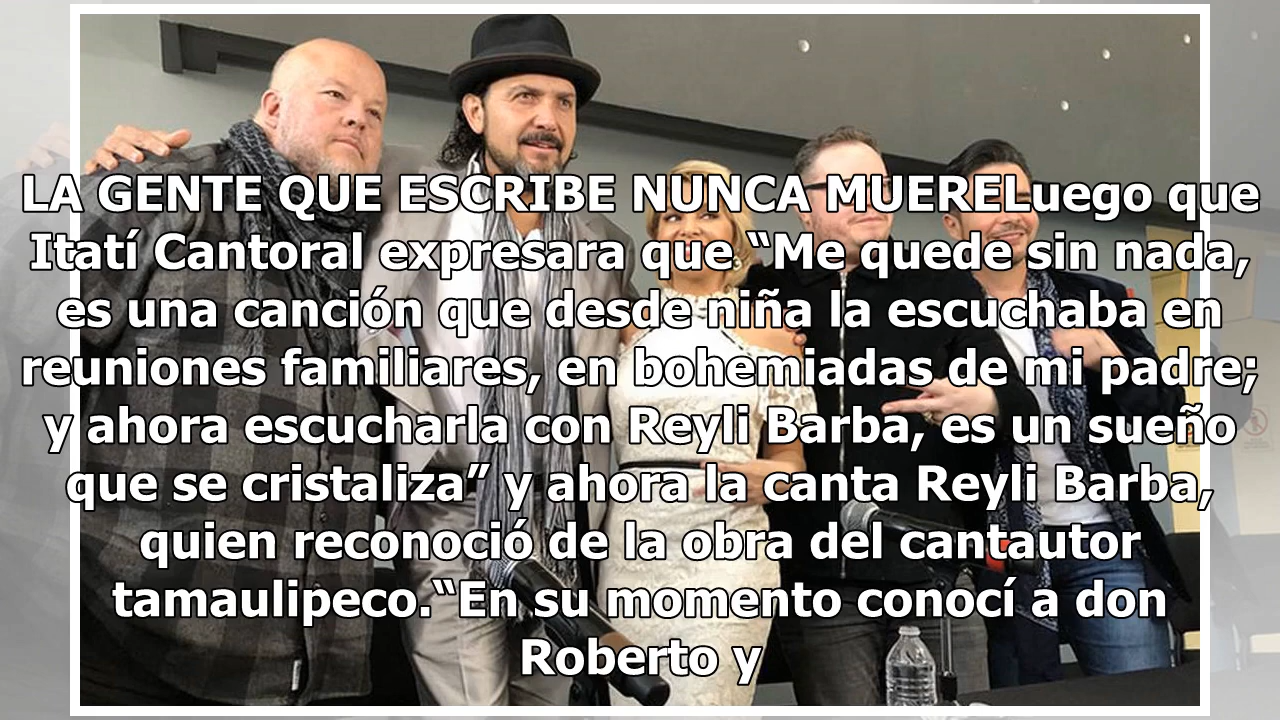 LA GENTE QUE ESCRIBE NUNCA MUERELuego que
Itatí Cantoral expresara que “Me quede sin nada,
es una canción que desde niña la escuchaba en
reuniones familiares, en bohemiadas de mi padre;
y ahora escucharla con Reyli Barba, es un sueño
que se cristaliza” y ahora la canta Reyli Barba,
quien reconoció de la obra del cantautor
tamaulipeco.“En su momento conocí a don
Roberto y